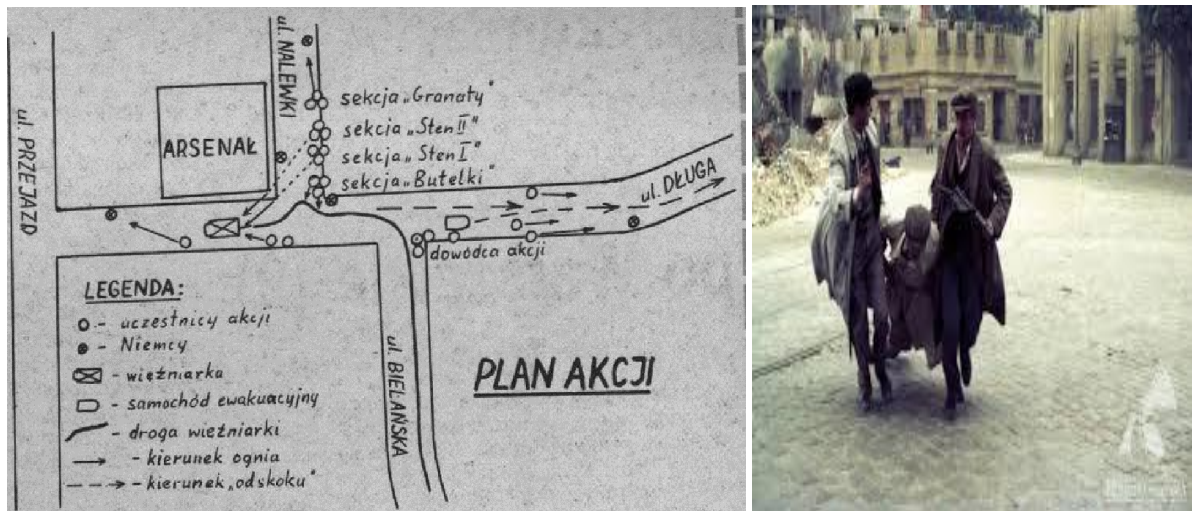 ul. PRZEJAZD
ul. NALEWKI
ARSENAŁ
sekcja „Granaty"
sekcja „Sten II"
sekcja „Sten I"
sekcja „Butelki"
ul. DŁUGA
dowódca akcji
ul. BIELAŃSKA
PLAN AKCJI
LEGENDA:
- uczestnicy akcji
- Niemcy
- więźniarka
- samochód ewakuacyjny
- droga więźniarki
- kierunek ognia
- kierunek „odskoku"